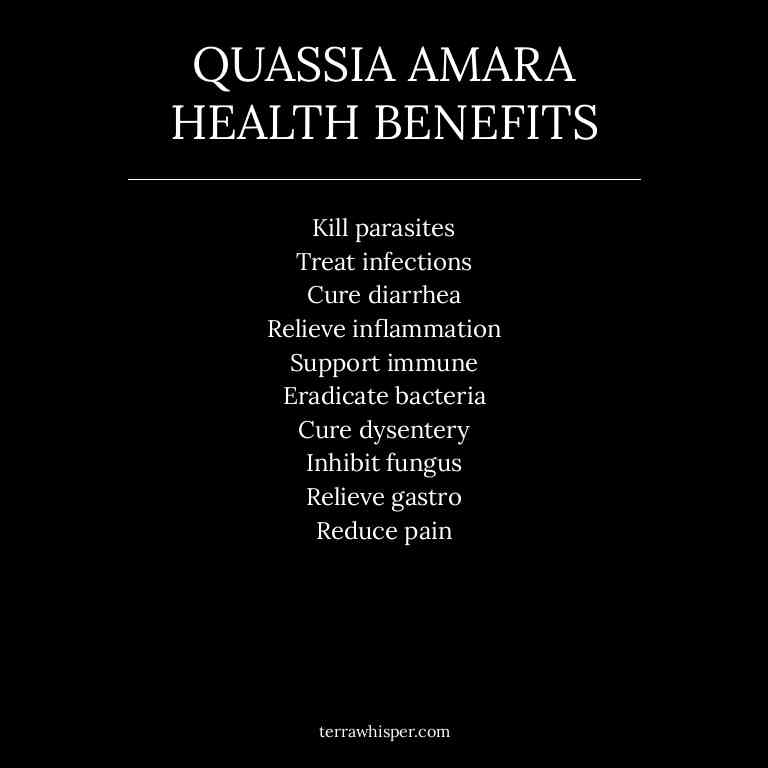 QUASSIA AMARA
HEALTH BENEFITS
Kill parasites
Treat infections
Cure diarrhea
Relieve inflammation
Support immune
Eradicate bacteria
Cure dysentery
Inhibit fungus
Relieve gastro
Reduce pain
terrawhisper.com